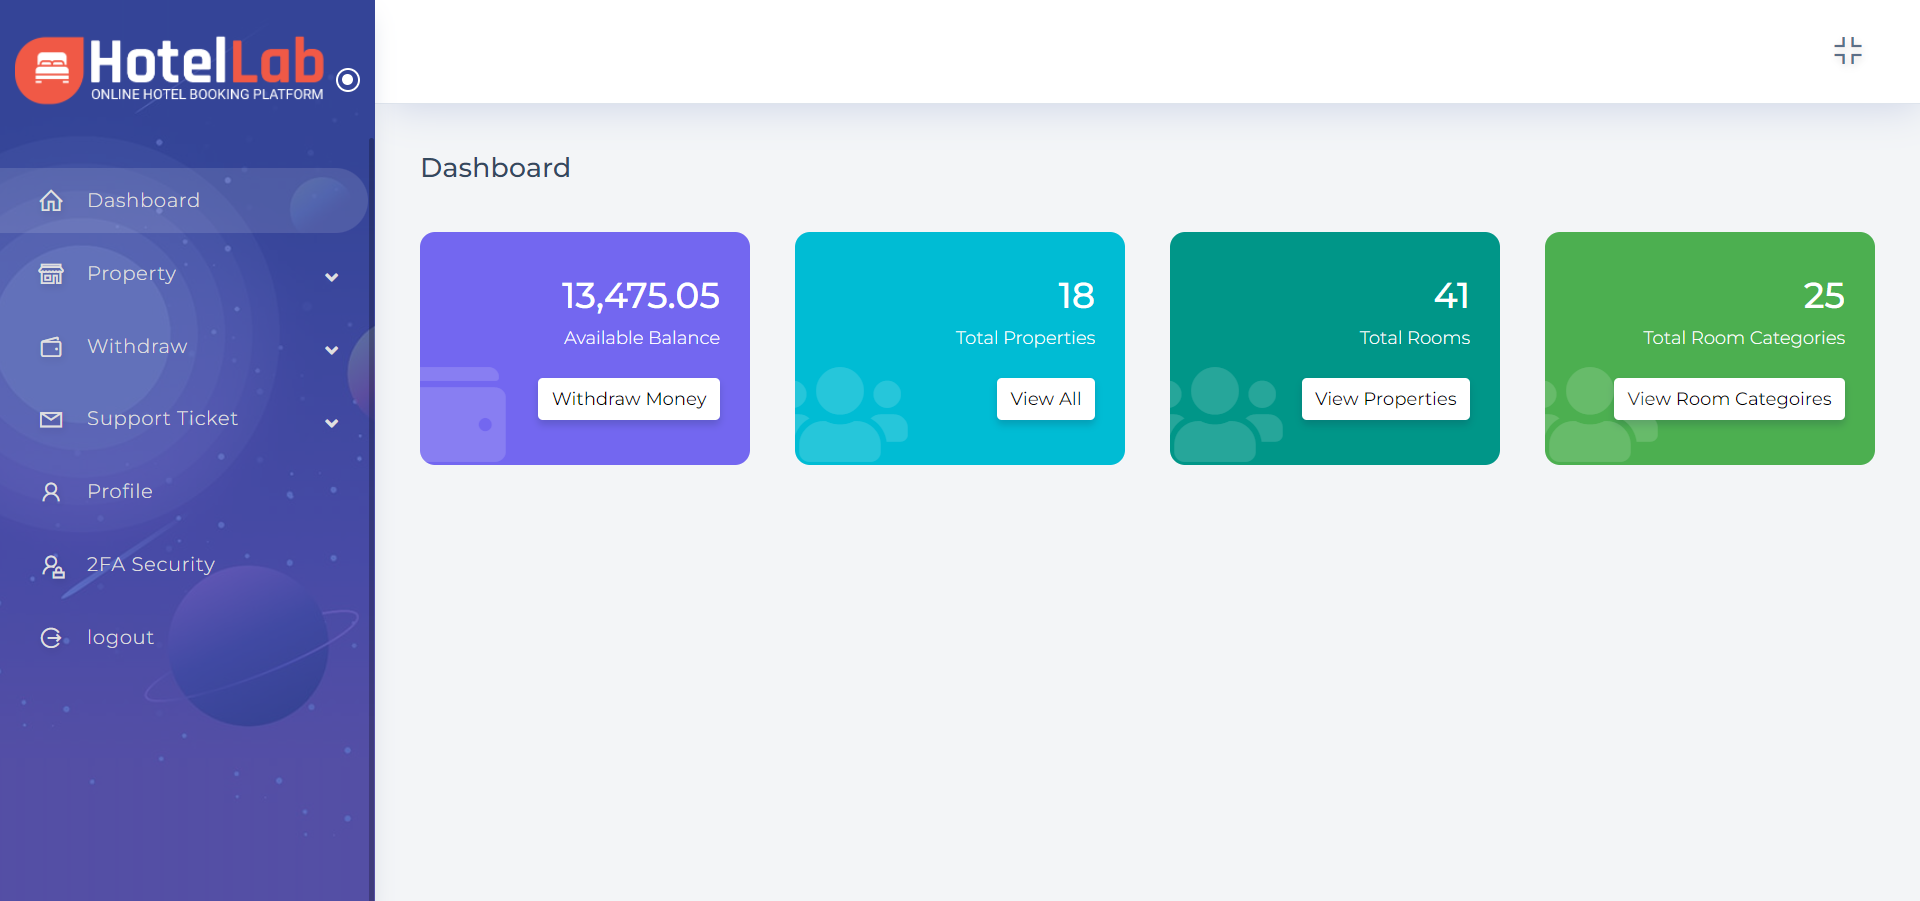 HotelLab
ONLINE HOTEL BOOKING PLATFORM
Dashboard
Property
Withdraw
Support Ticket
Profile
2FA Security
logout
Dashboard
13,475.05
Available Balance
Withdraw Money
18
Total Properties
View All
41
Total Rooms
View Properties
25
Total Room Categories
View Room Categoires